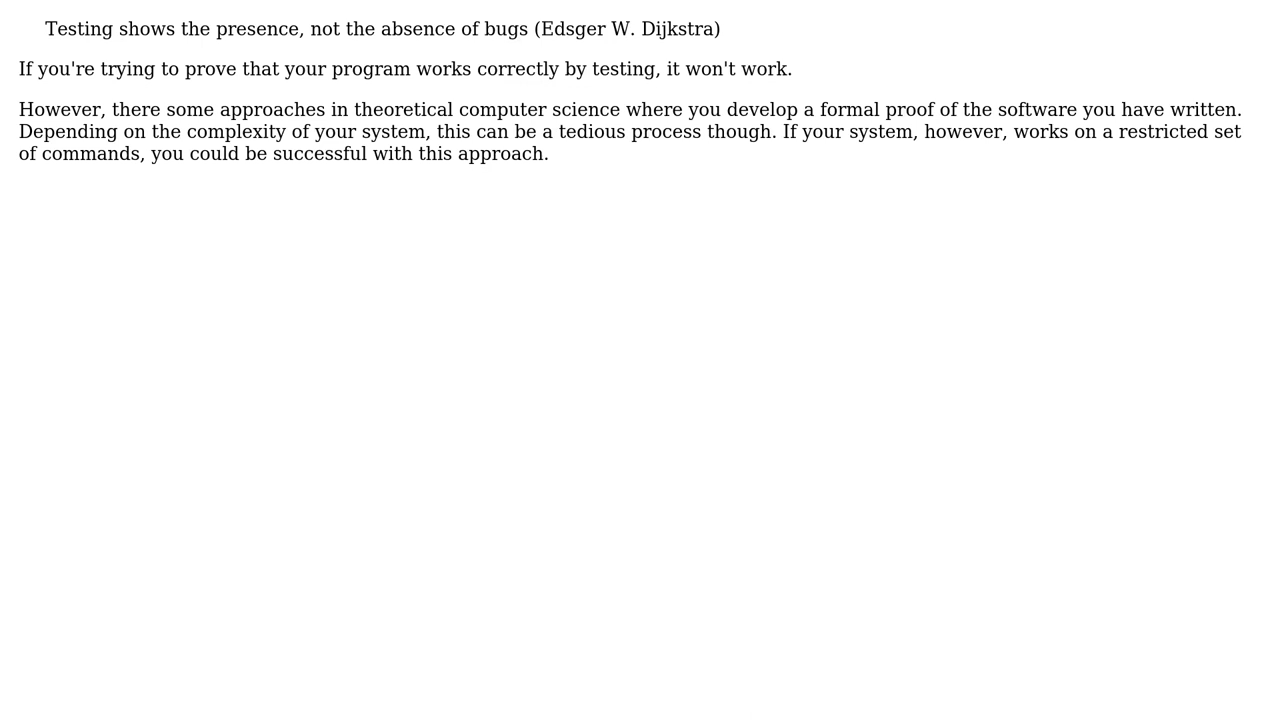 Testing shows the presence, not the absence of bugs (Edsger W. Dijkstra)
If you're trying to prove that your program works correctly by testing, it won't work.
However, there some approaches in theoretical computer science where you develop a formal proof of the software you have written.
Depending on the complexity of your system, this can be a tedious process though. If your system, however, works on a restricted set
of commands, you could be successful with this approach.